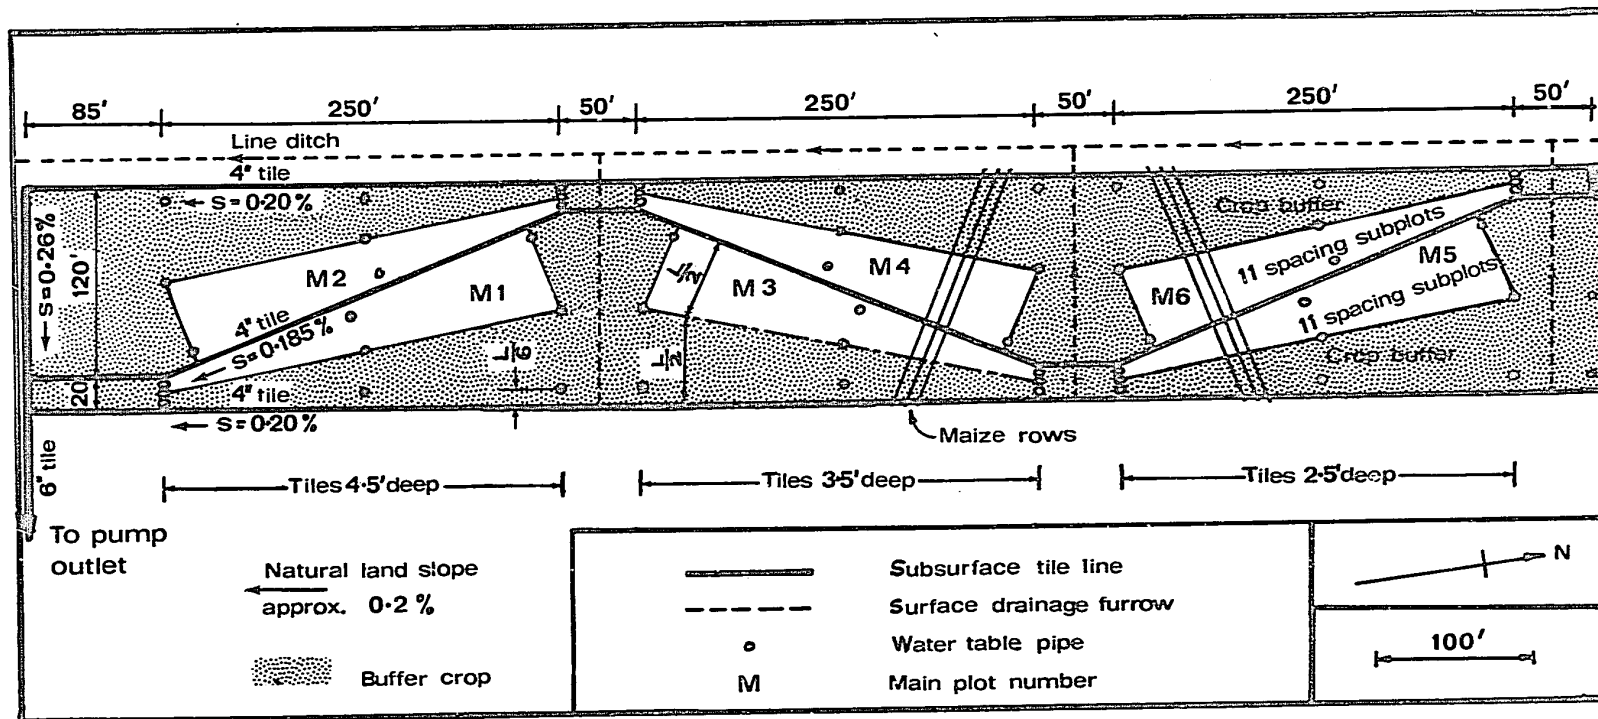 85'
250'
50'
250'
50'
250'
50'
Line ditch
4" tile
S=0·20%
S=0·26%
120'
20'
M2
M1
4" tile
S=0·185%
4" tile
S=0·20%
L/6
L/2
L/2
M3
M4
Crop buffer
11 spacing subplots
M5
M6
11 spacing subplots
Crop buffer
Maize rows
6" tile
Tiles 4·5'deep
Tiles 3·5'deep
Tiles 2·5'deep
To pump
outlet
Natural land slope
approx. 0·2%
Buffer crop
Subsurface tile line
Surface drainage furrow
Water table pipe
M Main plot number
N
100'